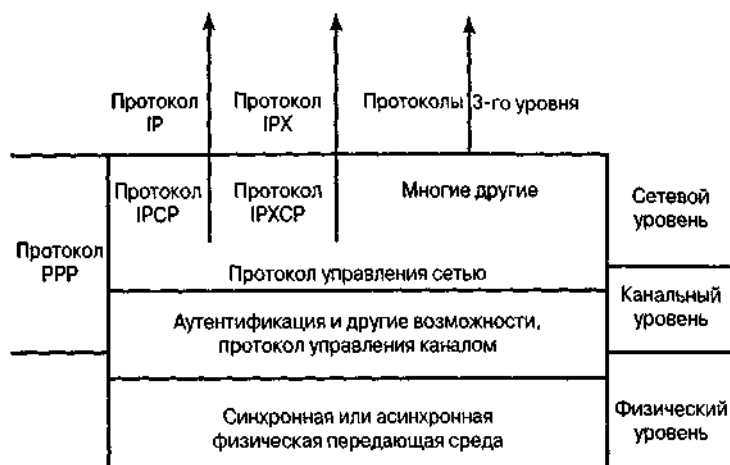 Протокол IP
Протокол IPX
Протоколы 3-го уровня
Протокол IPCP
Протокол IPXCP
Многие другие
Сетевой уровень
Протокол PPP
Протокол управления сетью
Канальный уровень
Аутентификация и другие возможности,
протокол управления каналом
Синхронная или асинхронная
физическая передающая среда
Физический уровень